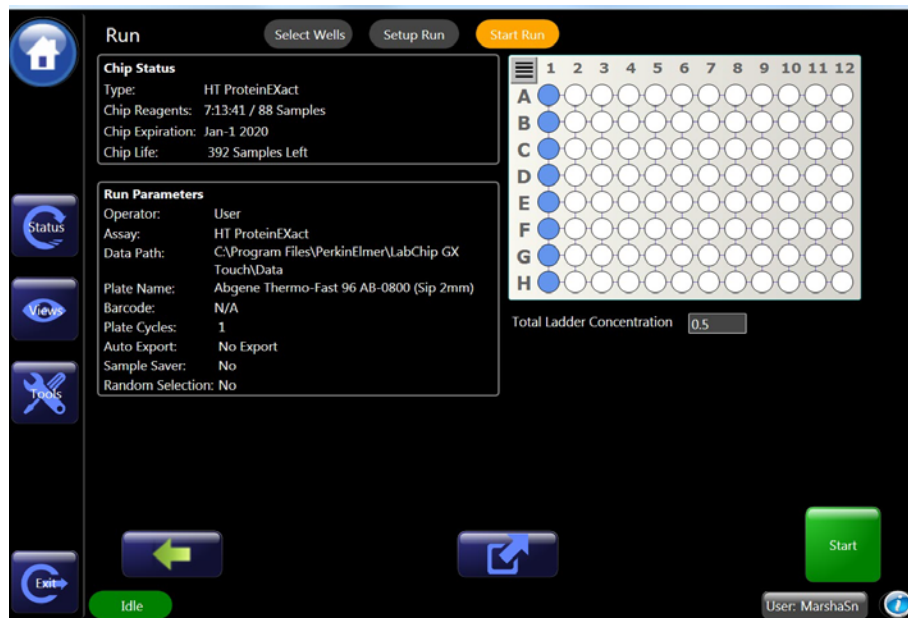 Run
Select Wells
Setup Run
Start Run
Chip Status
Type: HT ProteinEXact
Chip Reagents: 7:13:41 / 88 Samples
Chip Expiration: Jan-1 2020
Chip Life: 392 Samples Left
Run Parameters
Operator: User
Assay: HT ProteinEXact
Data Path: C:\Program Files\PerkinElmer\LabChip GX
Touch\Data
Plate Name: Abgene Thermo-Fast 96 AB-0800 (Sip 2mm)
Barcode: N/A
Plate Cycles: 1
Auto Export: No Export
Sample Saver: No
Random Selection: No
1 2 3 4 5 6 7 8 9 10 11 12
A
B
C
D
E
F
G
H
Total Ladder Concentration 0.5
Status
Views
Tools
Exit
Start
Idle
User: MarshaSn
i